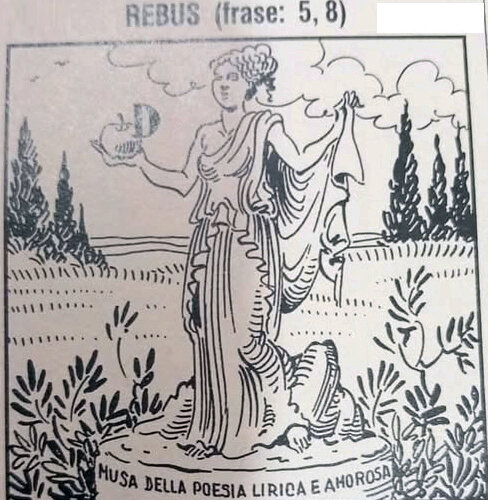 REBUS (frase: 5, 8)
D
MUSA DELLA POESIA LIRICA E AMOROSA